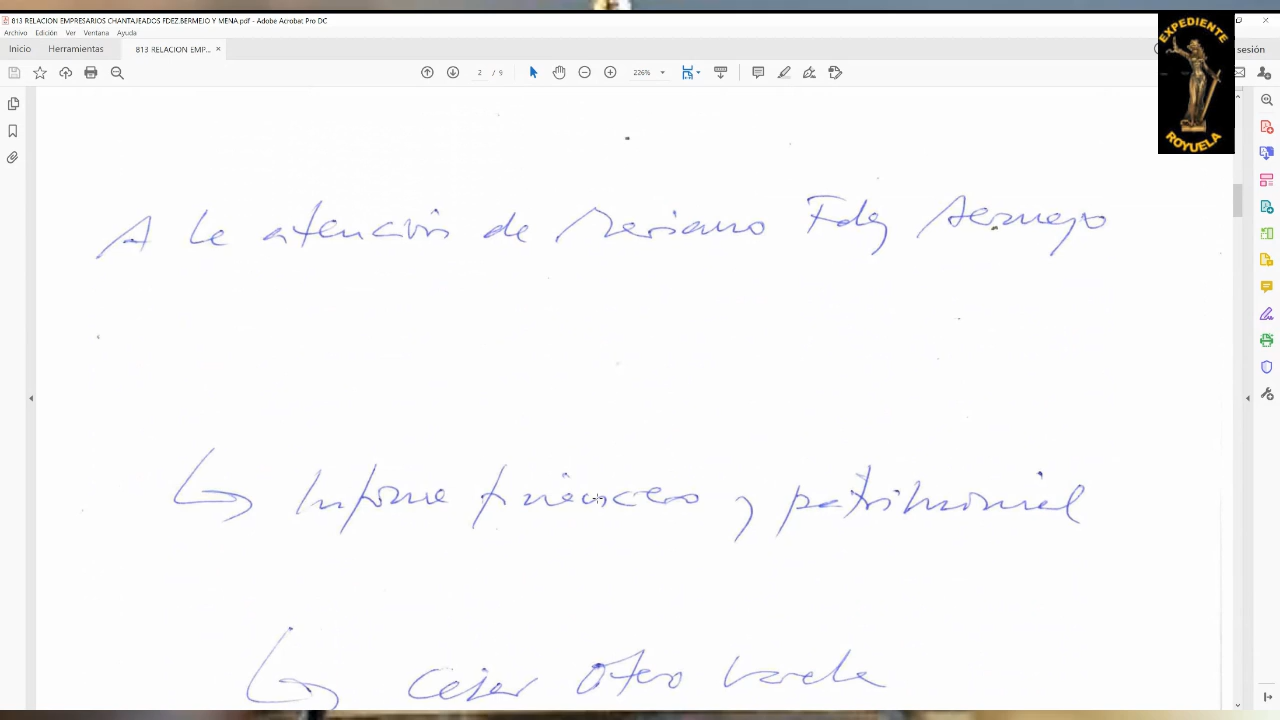 813 RELACION EMPRESARIOS CHANTAJEADOS FDEZ.BERMEJO Y MENA.pdf - Adobe Acrobat Pro DC
Archivo Edición Ver Ventana Ayuda
Inicio Herramientas 813 RELACION EMP... ×
sesión
2 / 9 226%
EXPEDIENTE
ROYUELA
A la atención de Mariano Fdez Bermejo
Informe financiero y patrimonial
César Otero Varela